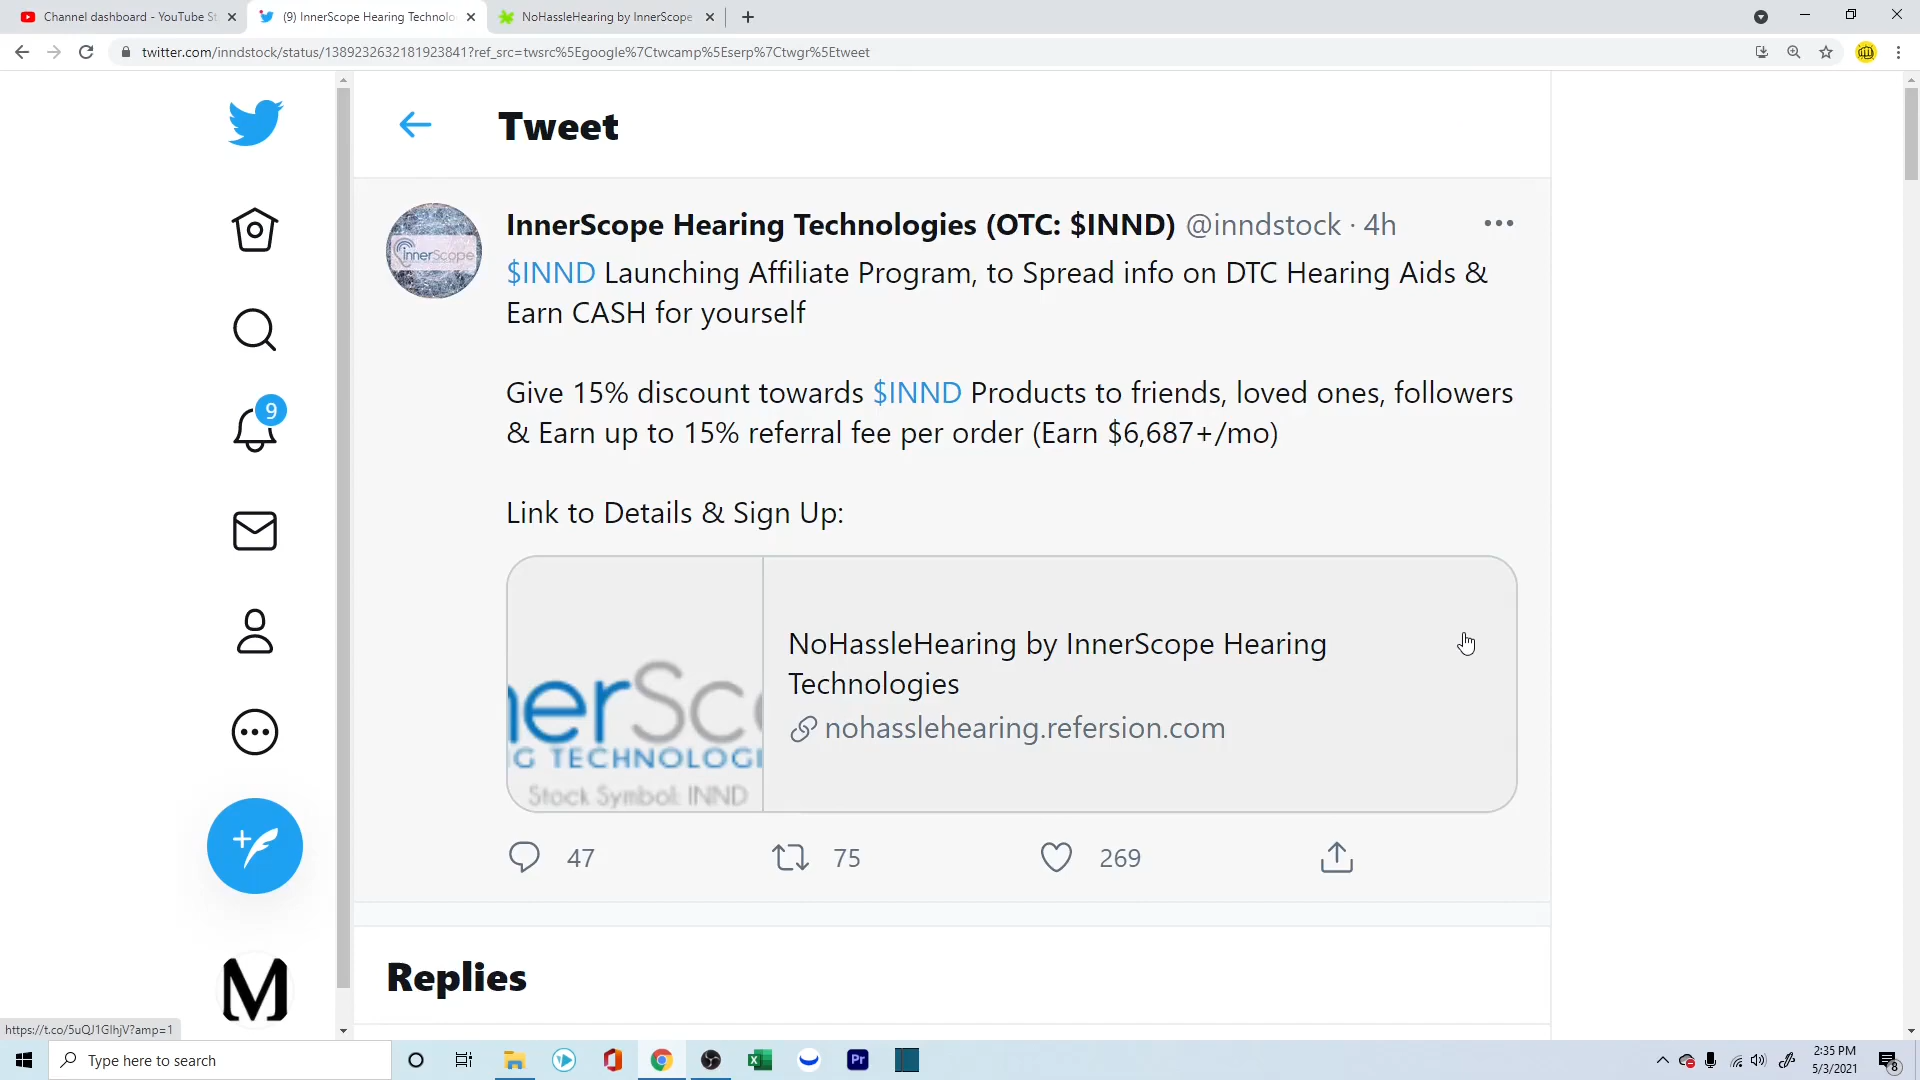 Channel dashboard - YouTube St
(9) InnerScope Hearing Technolo
NoHassleHearing by InnerScope
twitter.com/inndstock/status/1389232632181923841?ref_src=twsrc%5Egoogle%7Ctwcamp%5Eserp%7Ctwgr%5Etweet
Tweet
InnerScope Hearing Technologies (OTC: $INND) @inndstock · 4h
$INND Launching Affiliate Program, to Spread info on DTC Hearing Aids &
Earn CASH for yourself
Give 15% discount towards $INND Products to friends, loved ones, followers
& Earn up to 15% referral fee per order (Earn $6,687+/mo)
Link to Details & Sign Up:
InnerScope
9
NoHassleHearing by InnerScope Hearing
Technologies
nohasslehearing.refersion.com
nerSco
G TECHNOLOGI
Stock Symbol: INND
47 75 269
Replies
M
https://t.co/5uQJ1GlhjV?amp=1
Type here to search
Pr
2:35 PM
5/3/2021
8